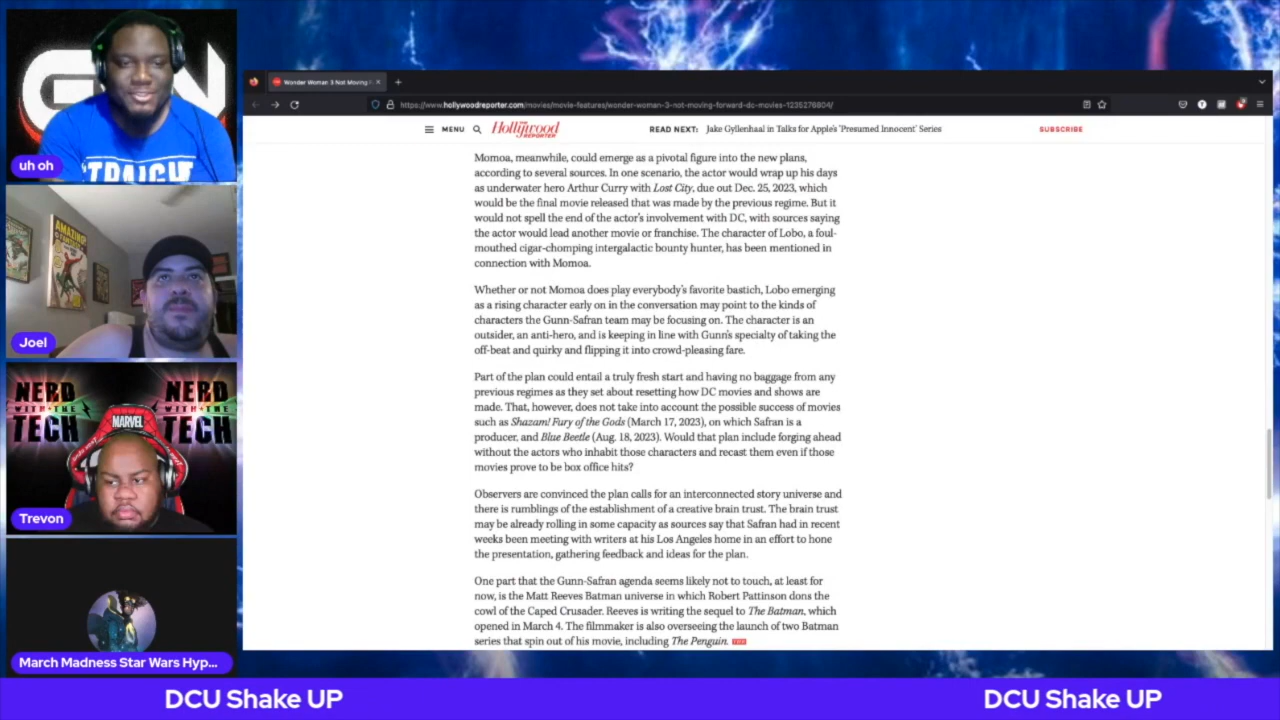 GN
STRAIGHT
uh oh
AMAZING
Joel
NERD
WITH THE
TECH
NERD
WITH THE
TECH
MARVEL
Trevon
March Madness Star Wars Hyp...
Wonder Woman 3 Not Moving F
https://www.hollywoodreporter.com/movies/movie-features/wonder-woman-3-not-moving-forward-dc-movies-1235276804/
MENU
Hollywood
REPORTER
READ NEXT: Jake Gyllenhaal in Talks for Apple's 'Presumed Innocent' Series
SUBSCRIBE
Momoa, meanwhile, could emerge as a pivotal figure into the new plans,
according to several sources. In one scenario, the actor would wrap up his days
as underwater hero Arthur Curry with Lost City, due out Dec. 25, 2023, which
would be the final movie released that was made by the previous regime. But it
would not spell the end of the actor's involvement with DC, with sources saying
the actor would lead another movie or franchise. The character of Lobo, a foul-
mouthed cigar-chomping intergalactic bounty hunter, has been mentioned in
connection with Momoa.
Whether or not Momoa does play everybody's favorite bastich, Lobo emerging
as a rising character early on in the conversation may point to the kinds of
characters the Gunn-Safran team may be focusing on. The character is an
outsider, an anti-hero, and is keeping in line with Gunn's specialty of taking the
off-beat and quirky and flipping it into crowd-pleasing fare.
Part of the plan could entail a truly fresh start and having no baggage from any
previous regimes as they set about resetting how DC movies and shows are
made. That, however, does not take into account the possible success of movies
such as Shazam! Fury of the Gods (March 17, 2023), on which Safran is a
producer, and Blue Beetle (Aug. 18, 2023). Would that plan include forging ahead
without the actors who inhabit those characters and recast them even if those
movies prove to be box office hits?
Observers are convinced the plan calls for an interconnected story universe and
there is rumblings of the establishment of a creative brain trust. The brain trust
may be already rolling in some capacity as sources say that Safran had in recent
weeks been meeting with writers at his Los Angeles home in an effort to hone
the presentation, gathering feedback and ideas for the plan.
One part that the Gunn-Safran agenda seems likely not to touch, at least for
now, is the Matt Reeves Batman universe in which Robert Pattinson dons the
cowl of the Caped Crusader. Reeves is writing the sequel to The Batman, which
opened in March 4. The filmmaker is also overseeing the launch of two Batman
series that spin out of his movie, including The Penguin. THR
DCU Shake UP
DCU Shake UP